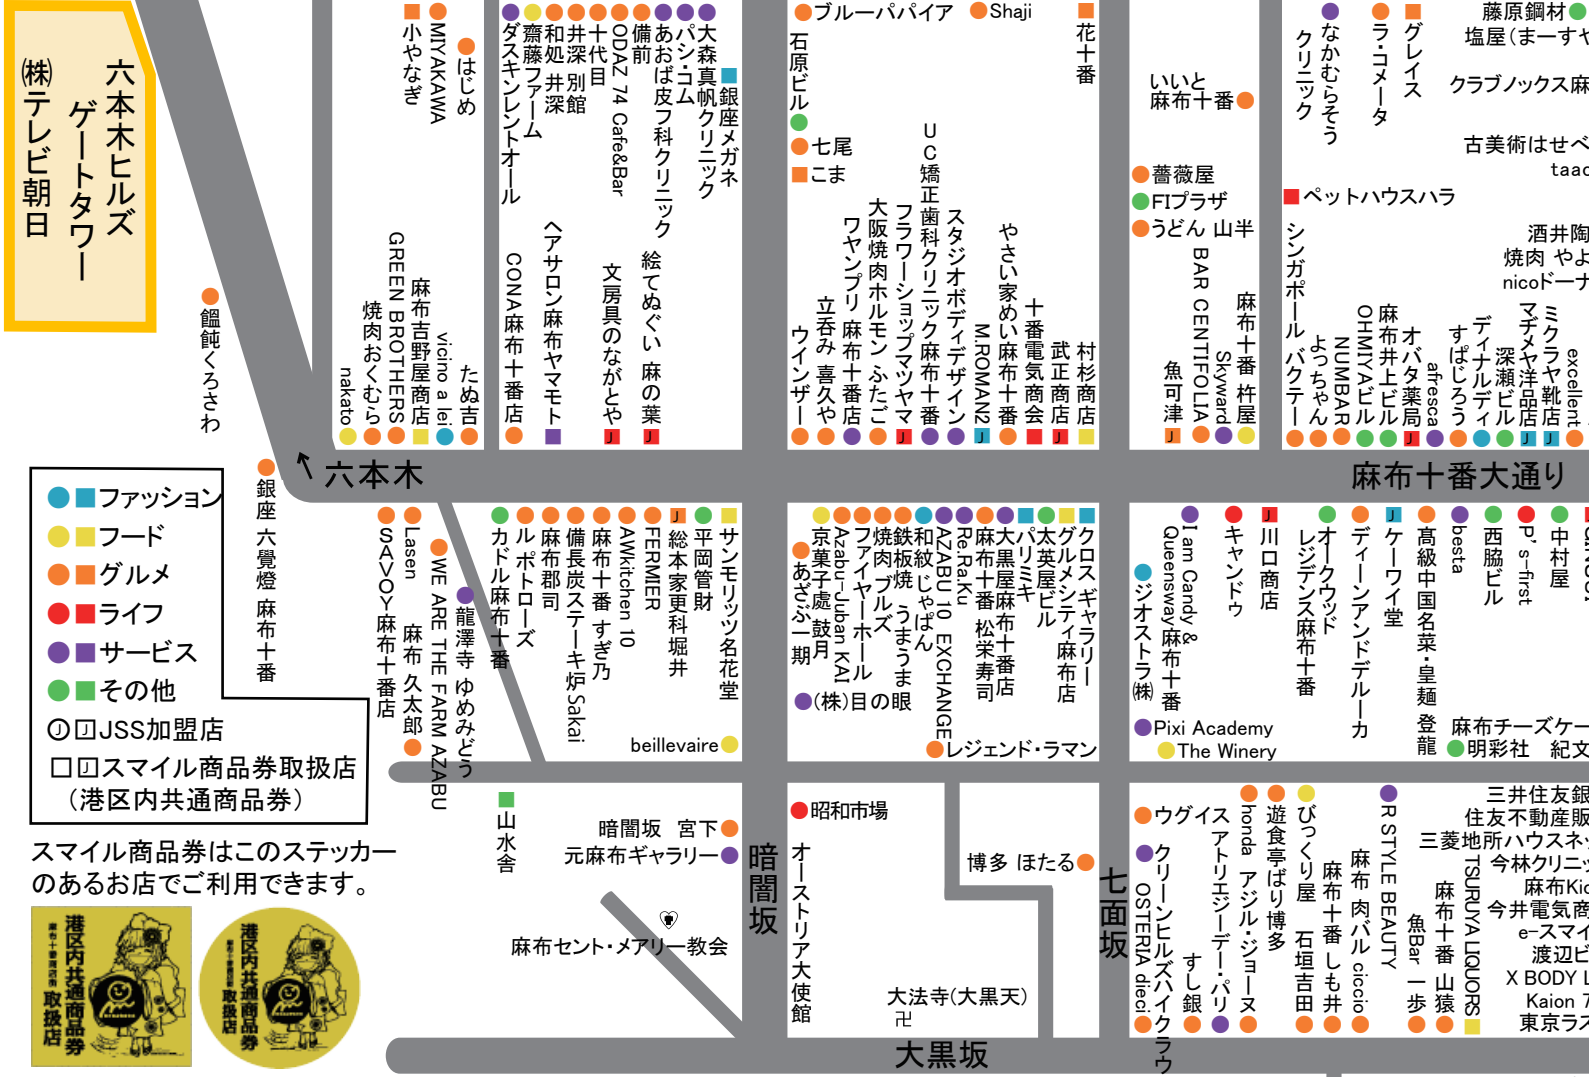 六本木ヒルズ
ゲートタワー
㈱テレビ朝日
小やなぎ
MIYAKAWA
はじめ
ダスキンレントオール
齋藤ファーム
和処 井深
井深 別館
十代目
ODAZ 74 Cafe&Bar
備前
あおば皮フ科クリニック
パシ・コム
大森真帆クリニック
銀座メガネ
ブルーパパイア
Shaji
花十番
石原ビル
七尾
こま
いいと
麻布十番
薔薇屋
FIプラザ
うどん 山半
なかむらそう
クリニック
ラ・コメータ
グレイス
藤原鋼材
塩屋(まーすや
クラブノックス麻
古美術はせべ
taac
ペットハウスハラ
酒井陶
焼肉 やよ
nicoドーナ
饂飩くろさわ
nakato
焼肉おくむら
GREEN BROTHERS
麻布吉野屋商店
vicino a lei
たぬ吉
CONA麻布十番店
ヘアサロン麻布ヤマモト
文房具のながとや
絵てぬぐい 麻の葉
ウインザー
立呑み 喜久や
ワヤンプリ 麻布十番店
大阪焼肉ホルモン ふたご
フラワーショップマツヤマ
UC矯正歯科クリニック麻布十番
スタジオボディデザイン
M.ROMAN2
やさい家めい麻布十番
十番電気商会
武正商店
村杉商店
魚可津
BAR CENTIFOLIA
Skyward
麻布十番 杵屋
シンガポール バクテー
よっちゃん
NUMBAR
OHMIYAビル
麻布井上ビル
オバタ薬局
afresca
すぱじろう
ディナルディ
深瀬ビル
マヂメヤ洋品店
ミクラヤ靴店
excellent
↑六本木
麻布十番大通り
銀座 六覺燈 麻布十番
SAVOY麻布十番店
Lasen
麻布 久太郎
WE ARE THE FARM AZABU
龍澤寺 ゆめみどう
カドル麻布十番
ル ポトローズ
麻布郡司
備長炭ステーキ炉Sakai
麻布十番 すぎ乃
AWkitchen 10
FERMIER
総本家更科堀井
平岡管財
サンモリッツ名花堂
beillevaire
あざぶ一期
京菓子處 鼓月
Azabu-Juban KAI
ファイヤーホール
焼肉 ブルズ
鉄板焼 うまうま
和紋 じゃぱん
AZABU 10 EXCHANGE
Re.Ra.Ku
麻布十番 松栄寿司
大黒屋麻布十番店
パリミキ
太英屋ビル
グルメシティ麻布店
クロスギャラリー
(株)目の眼
レジェンド・ラマン
ジオストラ㈱
I am Candy &
Queensway麻布十番
キャンドゥ
川口商店
オークウッド
レジデンス麻布十番
ディーンアンドデルーカ
ケーワイ堂
高級中国名菜・皇麺 登龍
besta
西脇ビル
P's-first
中村屋
Pixi Academy
The Winery
麻布チーズケー
明彩社
紀文
ファッション
フード
グルメ
ライフ
サービス
その他
JJJSS加盟店
□Jスマイル商品券取扱店
（港区内共通商品券）
スマイル商品券はこのステッカー
のあるお店でご利用できます。
港区内共通商品券
麻布十番商店街 取扱店
港区内共通商品券
麻布十番商店街 取扱店
山水舎
暗闇坂 宮下
元麻布ギャラリー
麻布セント・メアリー教会
暗闇坂
昭和市場
オーストリア大使館
博多 ほたる
大法寺(大黒天)
卍
七面坂
大黒坂
ウグイス
クリーンヒルズハイクラウ
OSTERIA dieci
すし銀
アトリエジーデー・パリ
honda
アジル・ジョーヌ
遊食亭ばり博多
びっくり屋
石垣吉田
麻布十番 しも井
麻布 肉バル ciccio
R STYLE BEAUTY
魚Bar 一歩
麻布十番 山猿
TSURUYA LIQUORS
三井住友銀
住友不動産販
三菱地所ハウスネッ
今林クリニッ
麻布Kid
今井電気商
e-スマイ
渡辺ビ
X BODY L
Kaion 7
東京ラス